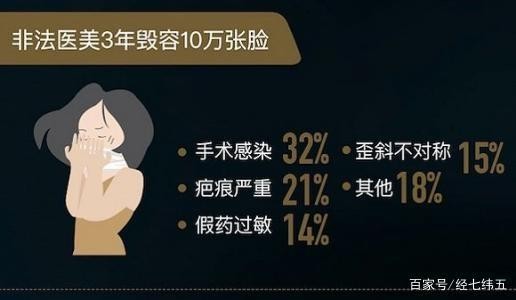 非法医美3年毁容10万张脸
手术感染 32%
歪斜不对称 15%
疤痕严重 21%
其他 18%
假药过敏 14%
百家号/经七纬五